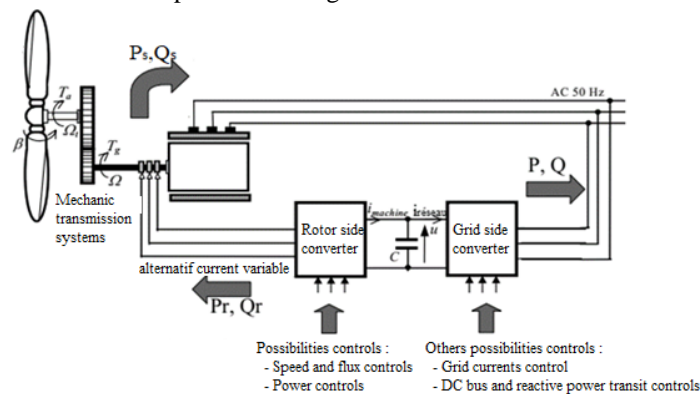 Ps,Qs
AC 50 Hz
Ta
Ωt
β
Tg
Ω
P, Q
Mechanic
transmission
systems
imachine iréseau
Rotor side
converter
u
C
Grid side
converter
alternatif current variable
Pr, Qr
Possibilities controls :
- Speed and flux controls
- Power controls
Others possibilities controls :
- Grid currents control
- DC bus and reactive power transit controls